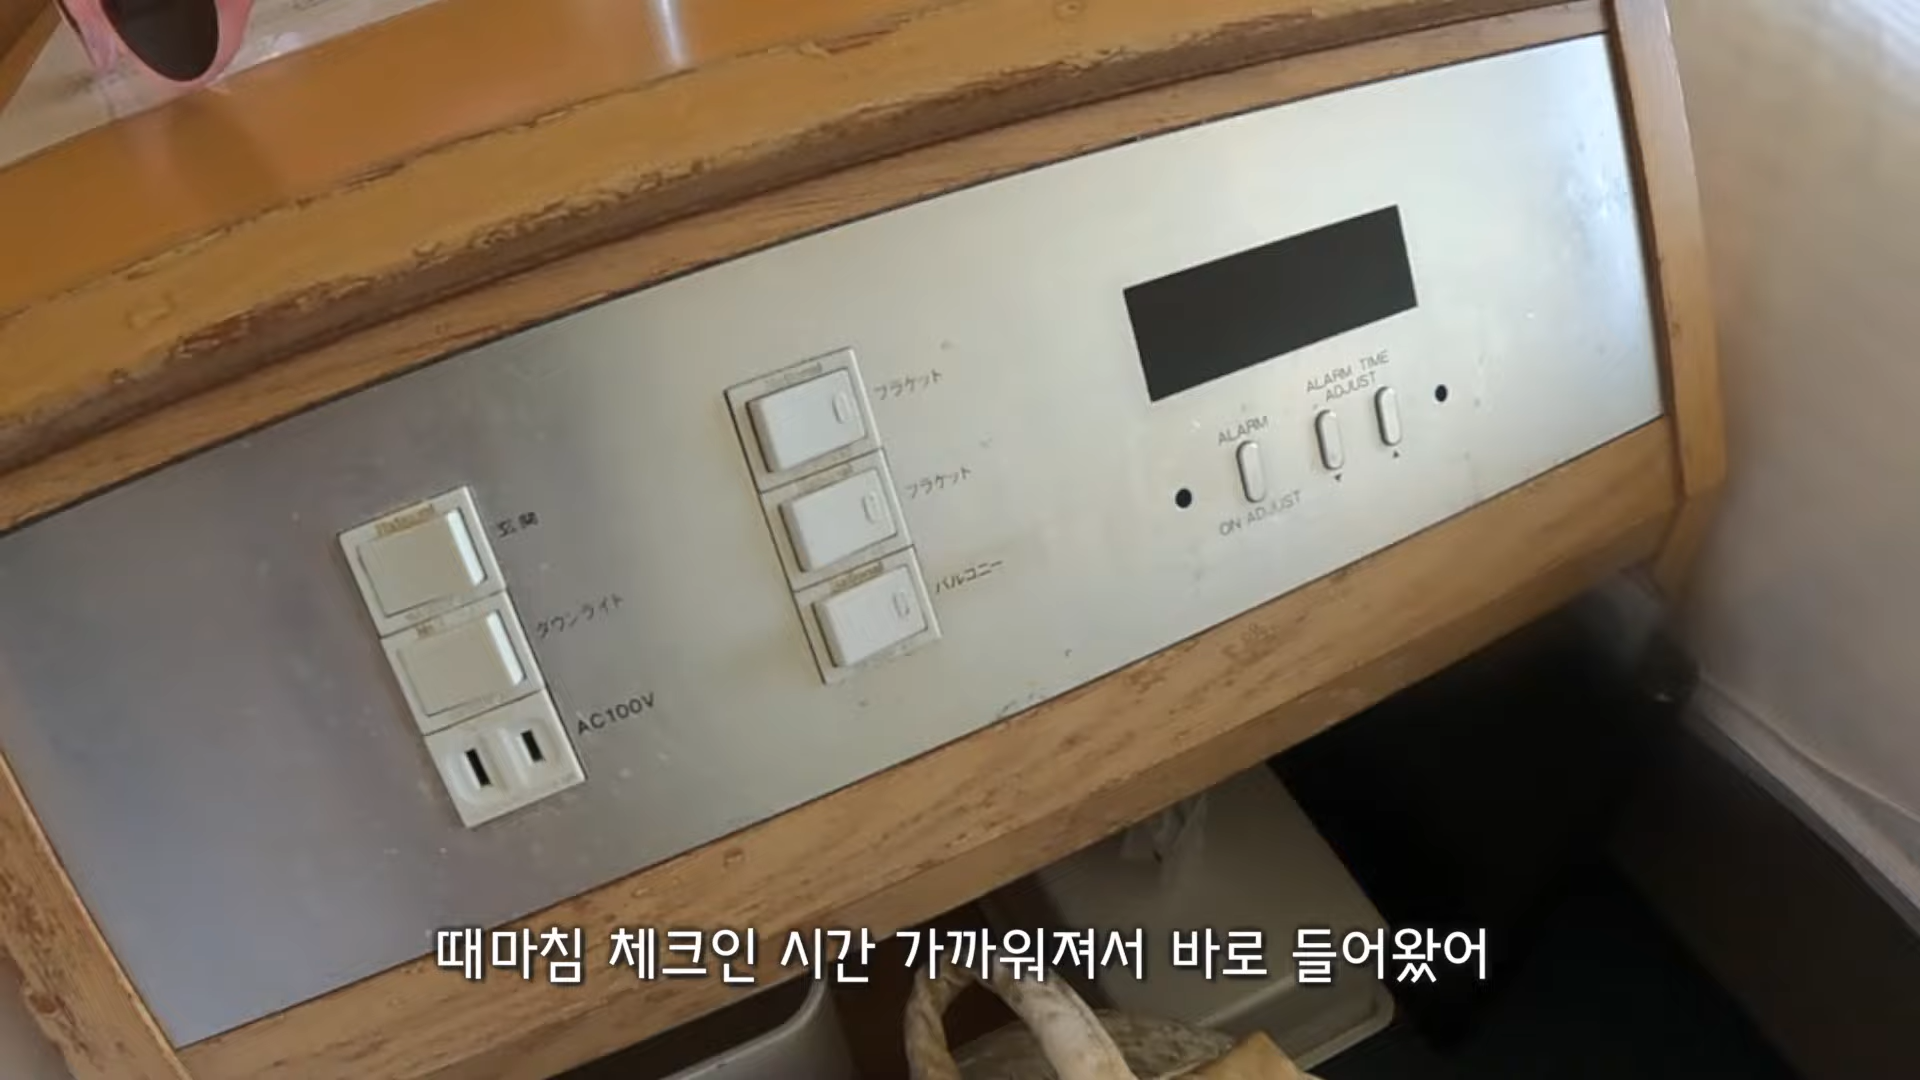 ブラケット
ALARM TIME
ADJUST
ALARM
ブラケット
玄関
ON ADJUST
National
バルコニー
ダウンライト
AC100V
때마침 체크인 시간 가까워져서 바로 들어왔어